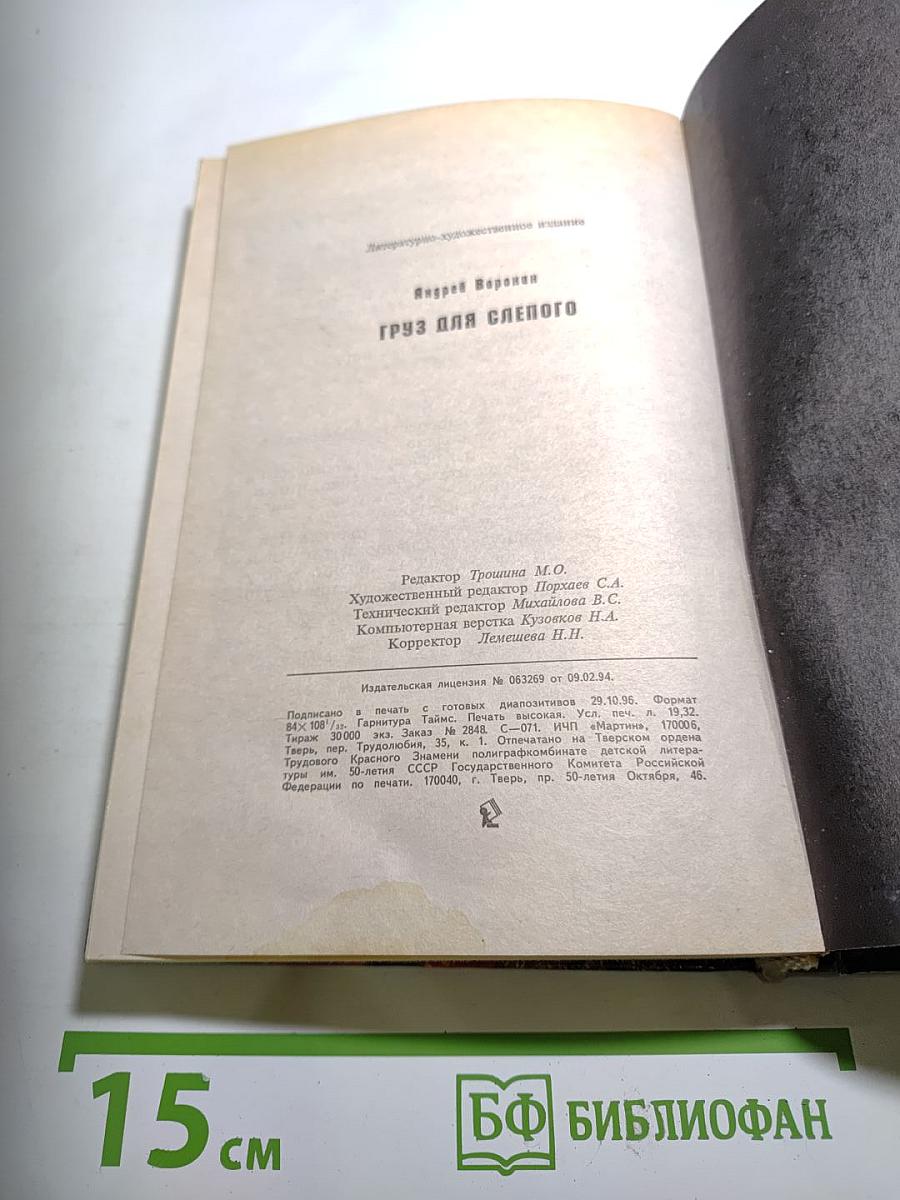 Литературно-художественное издание
Андрей Воронин
ГРУЗ ДЛЯ СЛЕПОГО
Редактор Трошина М.О.
Художественный редактор Порхаев С.А.
Технический редактор Михайлова В.С.
Компьютерная верстка Кузовков Н.А.
Корректор Лемешева Н.Н.
Издательская лицензия № 063269 от 09.02.94.
Подписано в печать с готовых диапозитивов 29.10.96. Формат
84×108¹/₃₂. Гарнитура Таймс. Печать высокая. Усл. печ. л. 19,32.
Тираж 30 000 экз. Заказ № 2848. С—071. ИЧП «Мартин», 170006,
Тверь, пер. Трудолюбия, 35, к. 1. Отпечатано на Тверском ордена
Трудового Красного Знамени полиграфкомбинате детской литера-
туры им. 50-летия СССР Государственного Комитета Российской
Федерации по печати. 170040, г. Тверь, пр. 50-летия Октября, 46.
15 см
БФ БИБЛИОФАН